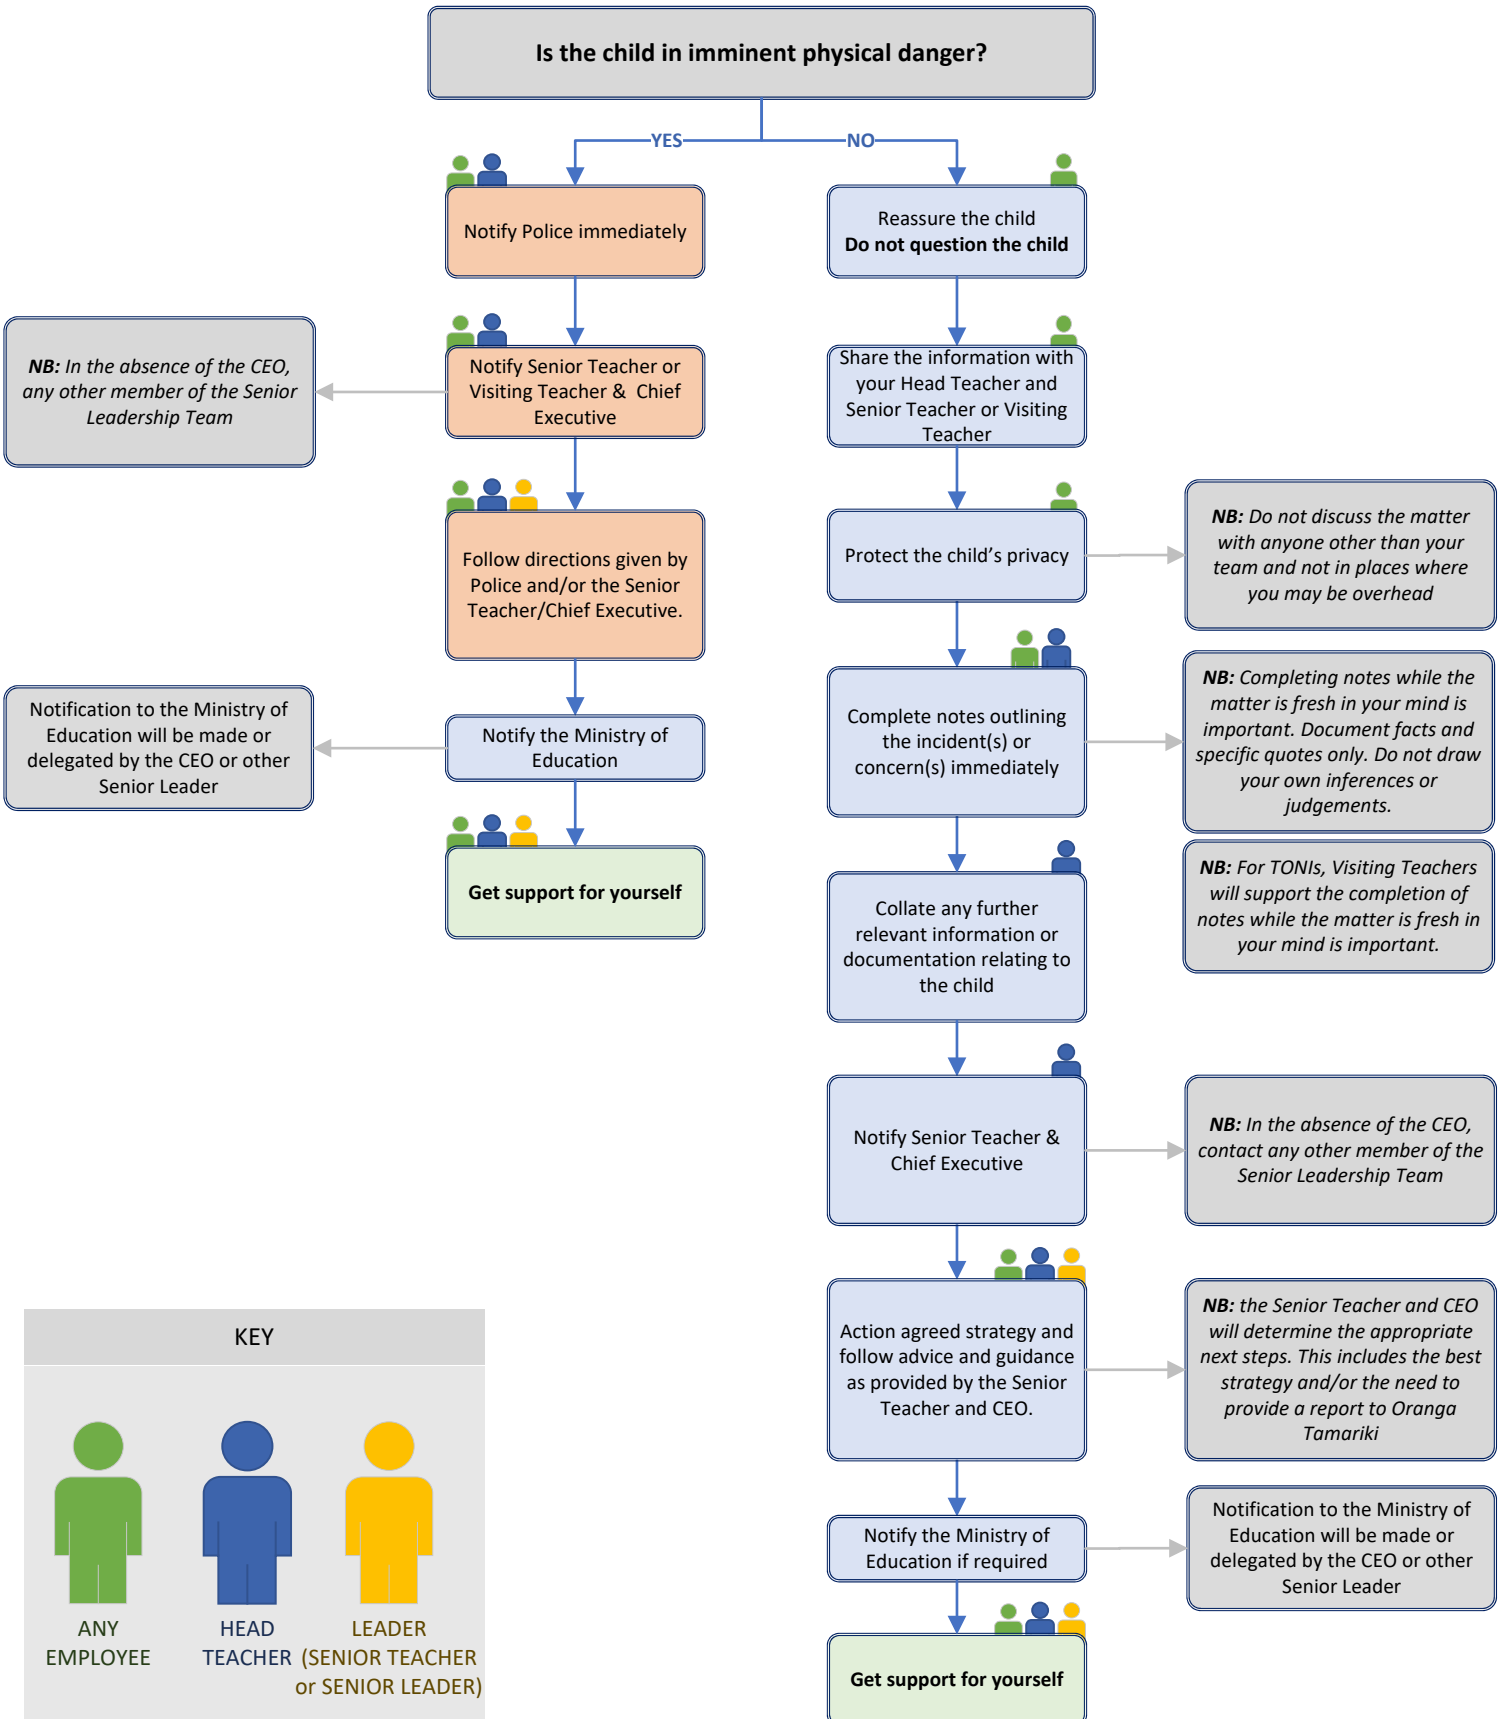 Is the child in imminent physical danger?
YES
NO
Notify Police immediately
Notify Senior Teacher or
Visiting Teacher &  Chief
Executive
NB: In the absence of the CEO,
any other member of the Senior
Leadership Team
Follow directions given by
Police and/or the Senior
Teacher/Chief Executive.
Notify the Ministry of
Education
Notification to the Ministry of
Education will be made or
delegated by the CEO or other
Senior Leader
Get support for yourself
Reassure the child
Do not question the child
Share the information with
your Head Teacher and
Senior Teacher or Visiting
Teacher
Protect the child’s privacy
NB: Do not discuss the matter
with anyone other than your
team and not in places where
you may be overhead
Complete notes outlining
the incident(s) or
concern(s) immediately
NB: Completing notes while the
matter is fresh in your mind is
important. Document facts and
specific quotes only. Do not draw
your own inferences or
judgements.
NB: For TONIs, Visiting Teachers
will support the completion of
notes while the matter is fresh in
your mind is important.
Collate any further
relevant information or
documentation relating to
the child
Notify Senior Teacher &
Chief Executive
NB: In the absence of the CEO,
contact any other member of the
Senior Leadership Team
Action agreed strategy and
follow advice and guidance
as provided by the Senior
Teacher and CEO.
NB: the Senior Teacher and CEO
will determine the appropriate
next steps. This includes the best
strategy and/or the need to
provide a report to Oranga
Tamariki
Notify the Ministry of
Education if required
Notification to the Ministry of
Education will be made or
delegated by the CEO or other
Senior Leader
Get support for yourself
KEY
ANY
EMPLOYEE
HEAD
TEACHER
LEADER
(SENIOR TEACHER
or SENIOR LEADER)